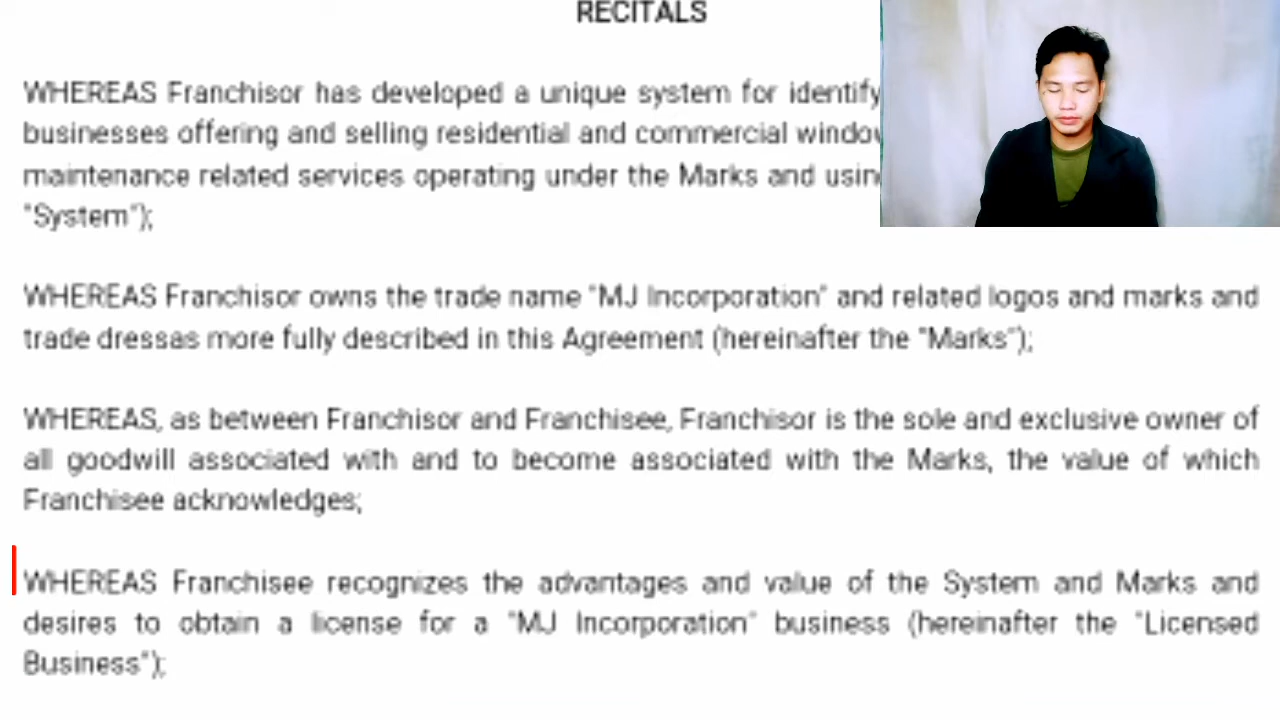 RECITALS
WHEREAS Franchisor has developed a unique system for identify
businesses offering and selling residential and commercial
maintenance related services operating under the Marks and
"System");
WHEREAS Franchisor owns the trade name "MJ Incorporation" and related logos and marks and
trade dressas more fully described in this Agreement (hereinafter the "Marks");
WHEREAS, as between Franchisor and Franchisee, Franchisor is the sole and exclusive owner of
all goodwill associated with and to become associated with the Marks, the value of which
Franchisee acknowledges;
WHEREAS Franchisee recognizes the advantages and value of the System and Marks and
desires to obtain a license for a "MJ Incorporation" business (hereinafter the "Licensed
Business");